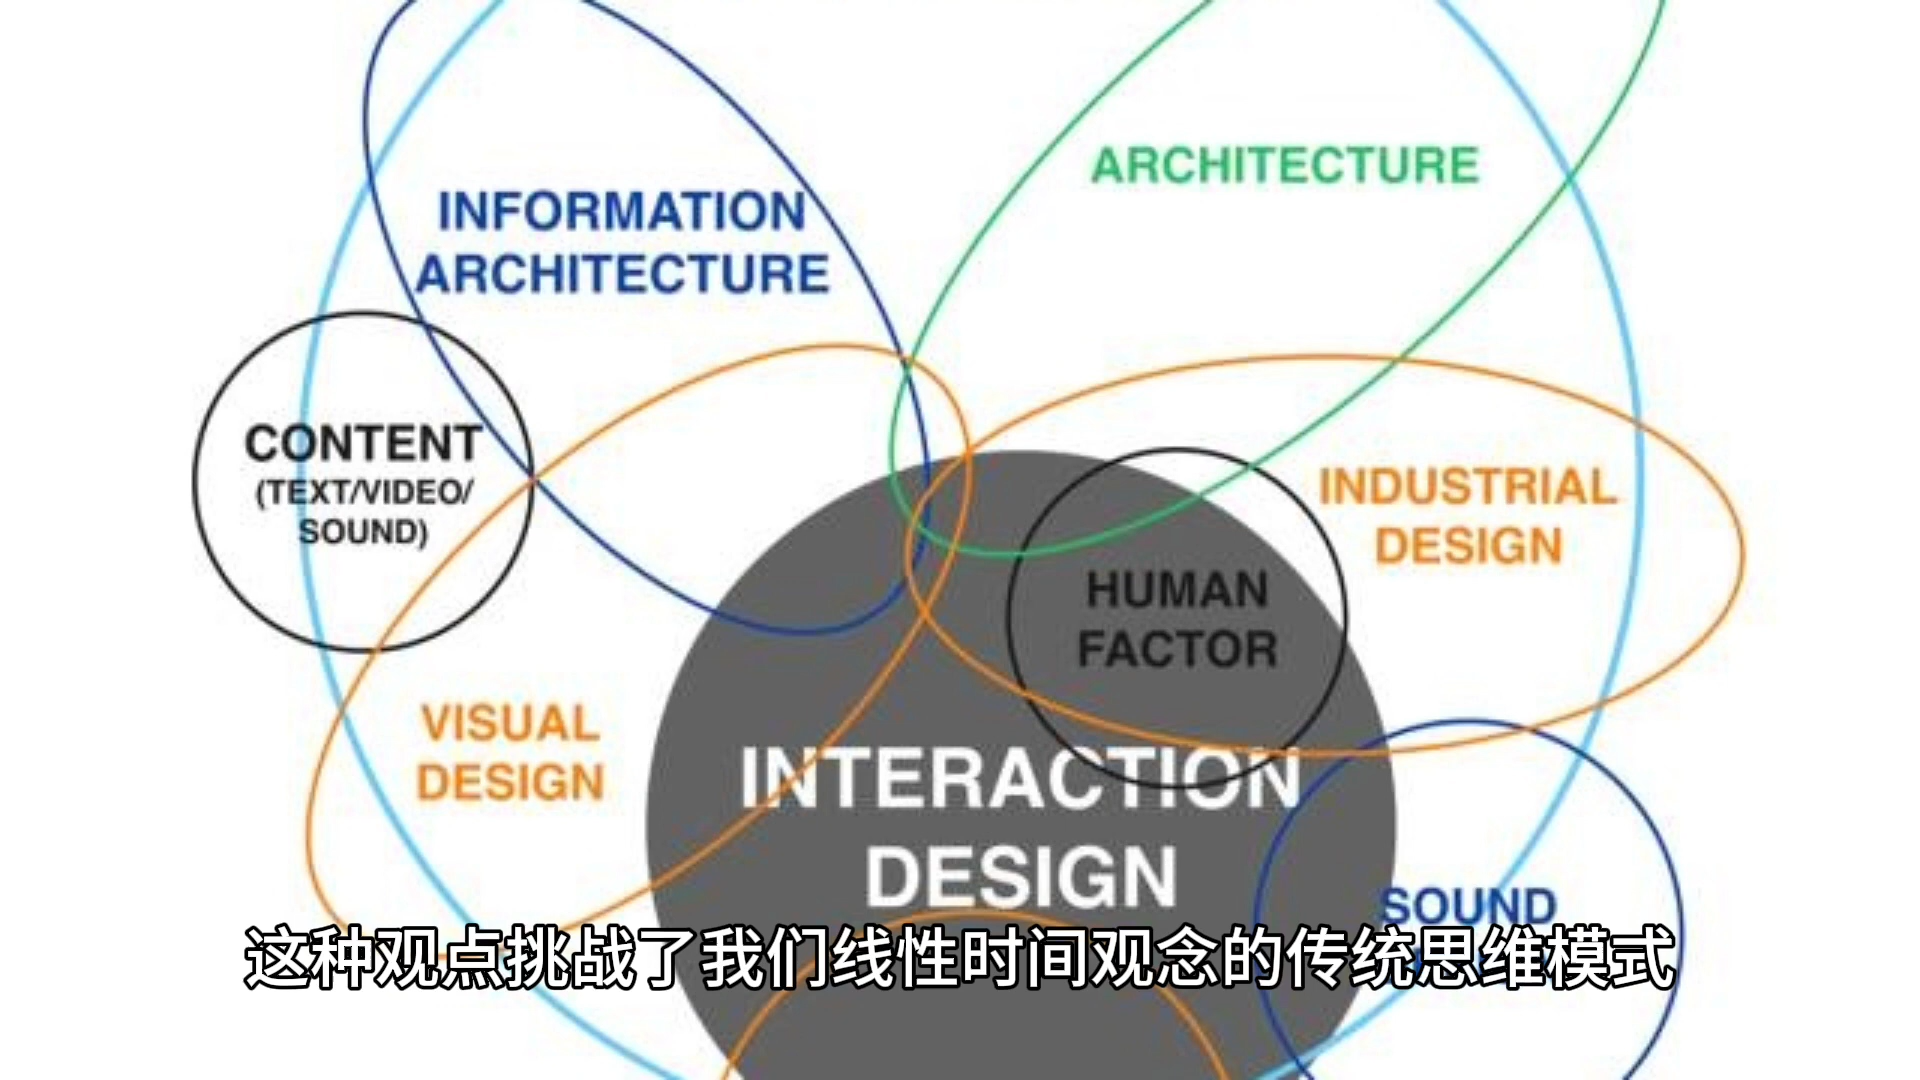 ARCHITECTURE
INFORMATION
ARCHITECTURE
CONTENT
(TEXT/VIDEO/
SOUND)
INDUSTRIAL
DESIGN
HUMAN
FACTOR
VISUAL
DESIGN
INTERACTION
DESIGN
SOUND
这种观点挑战了我们线性时间观念的传统思维模式